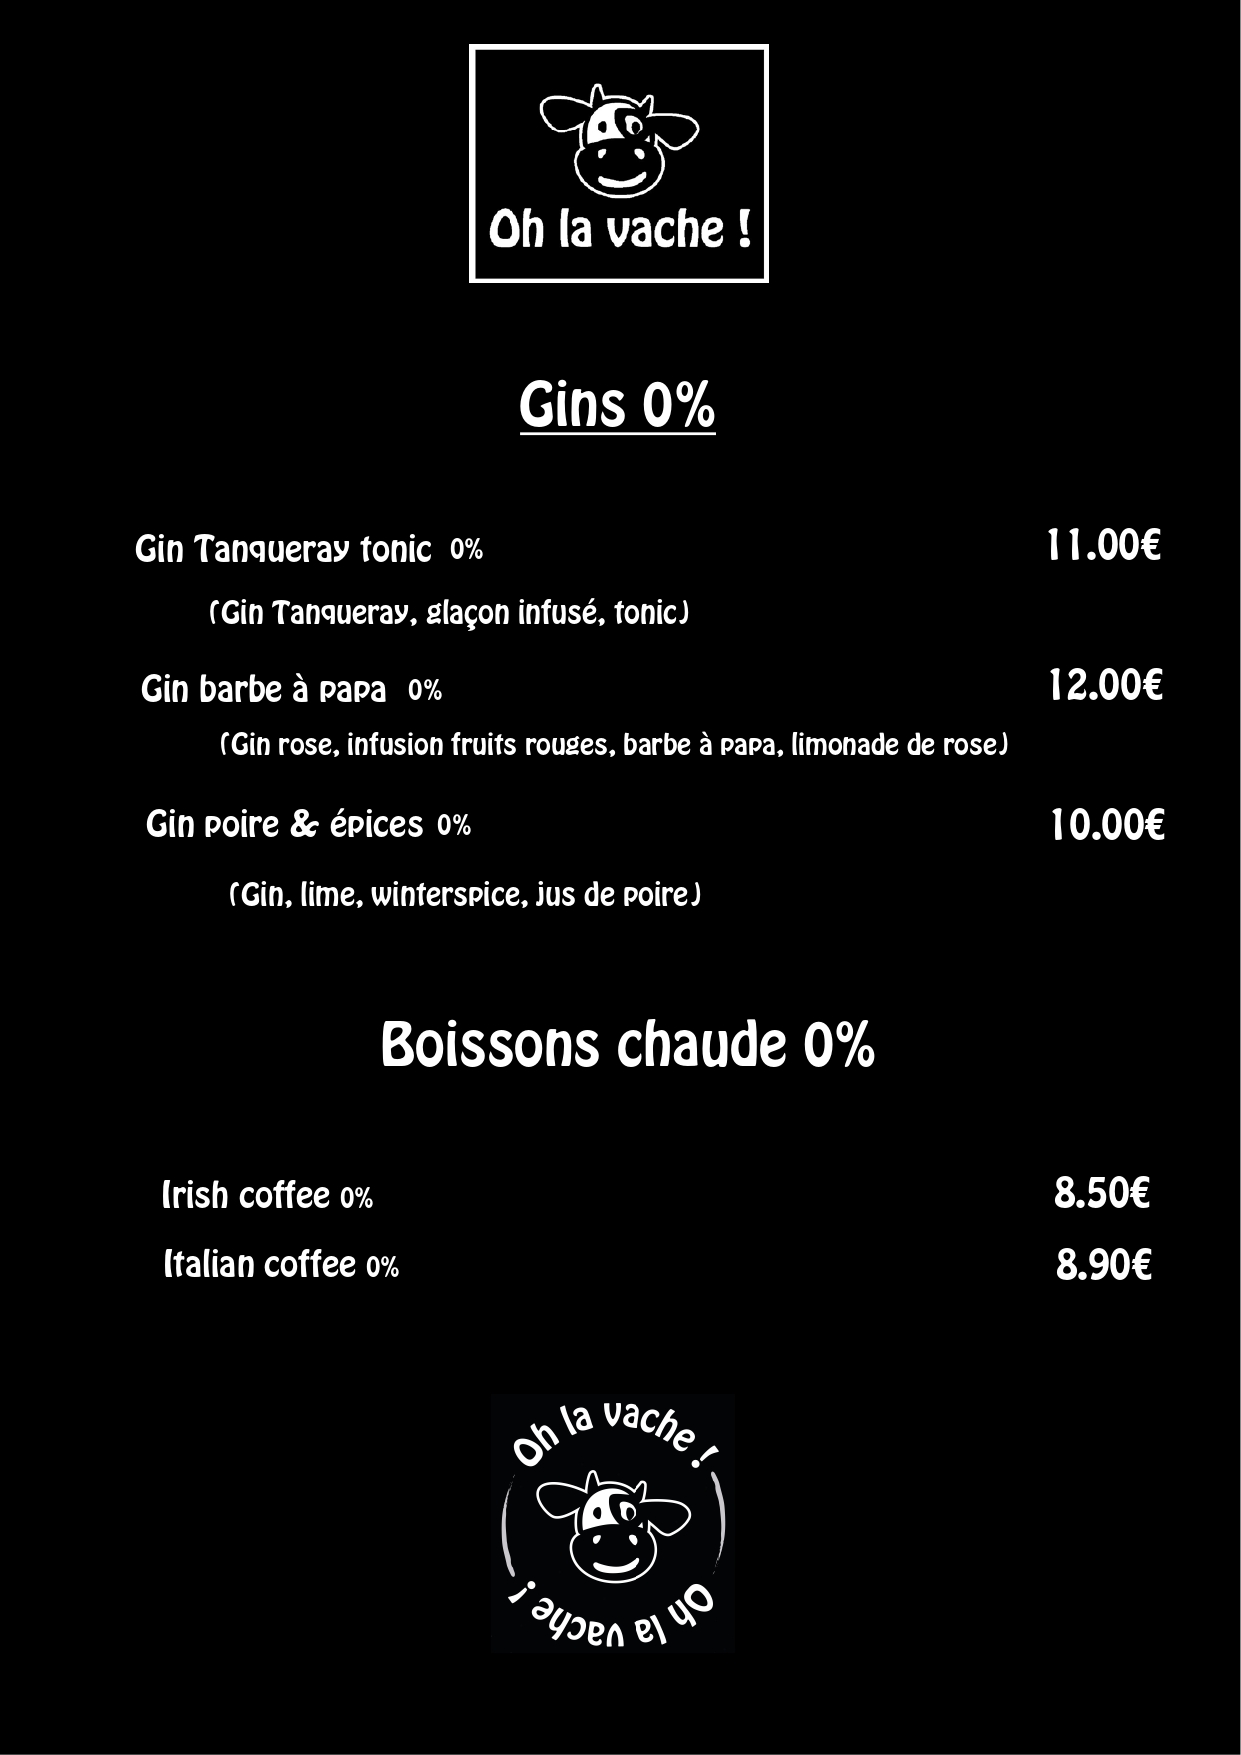 Oh la vache !
Gins 0%
Gin Tanqueray tonic 0% 11.00€
(Gin Tanqueray, glaçon infusé, tonic)
Gin barbe à papa 0% 12.00€
(Gin rose, infusion fruits rouges, barbe à papa, limonade de rose)
Gin poire & épices 0% 10.00€
(Gin, lime, winterspice, jus de poire)
Boissons chaude 0%
Irish coffee 0% 8.50€
Italian coffee 0% 8.90€
Oh la vache !
Oh la vache !